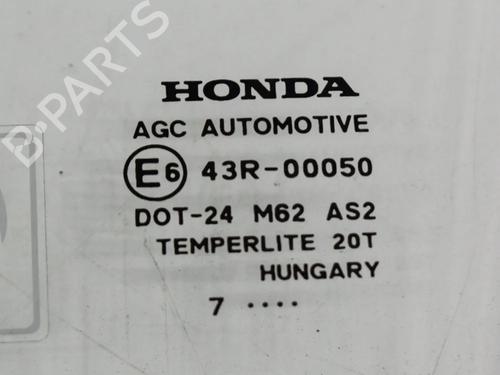 HONDA
AGC AUTOMOTIVE
E6 43R-00050
DOT-24 M62 AS2
TEMPERLITE 20T
HUNGARY
7 ....
B-PARTS